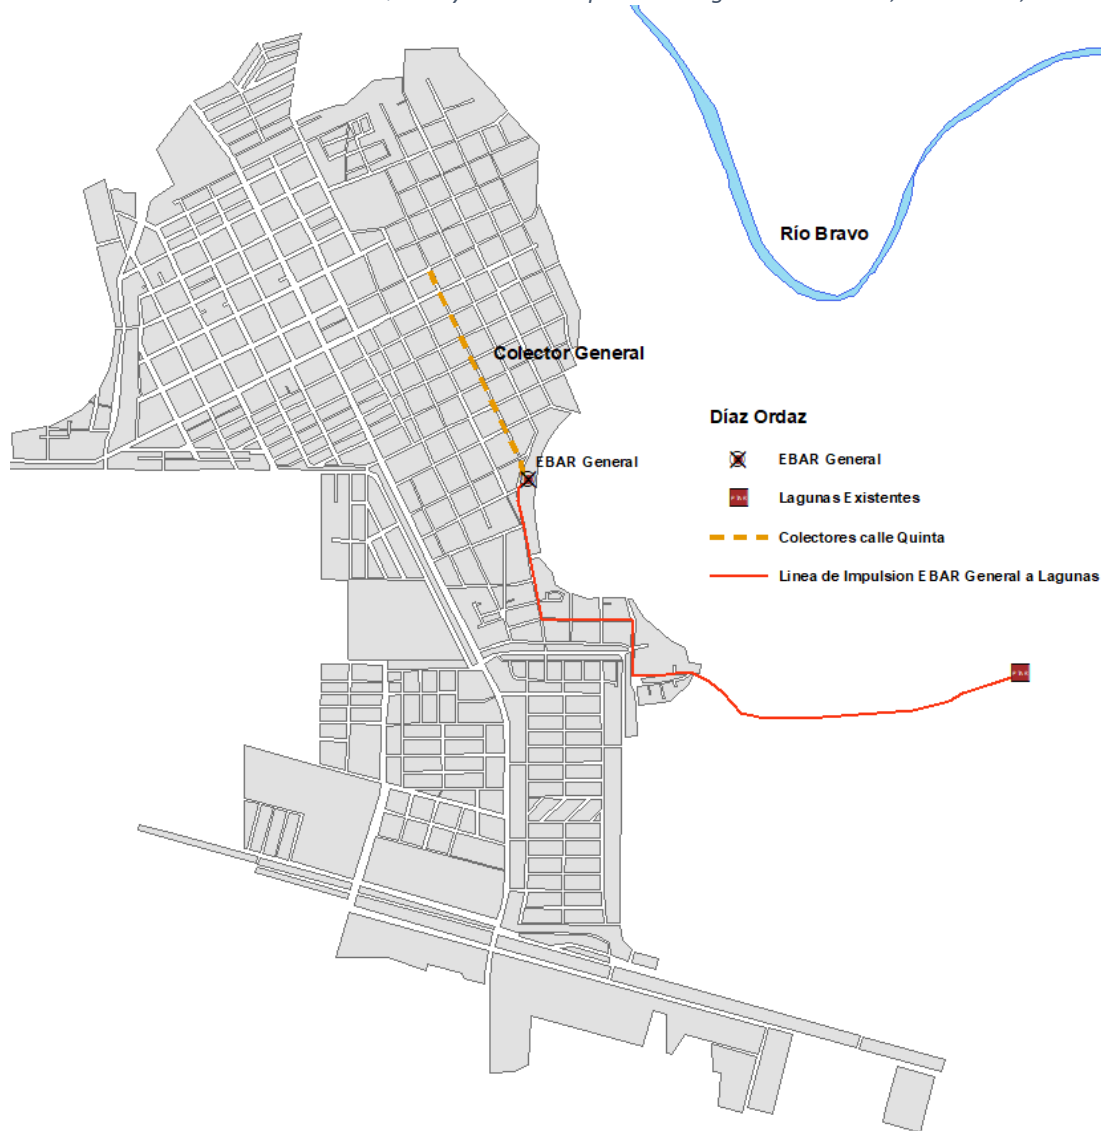 Río Bravo
Colector General
EBAR General
Díaz Ordaz
EBAR General
Lagunas Existentes
Colectores calle Quinta
Linea de Impulsion EBAR General a Lagunas